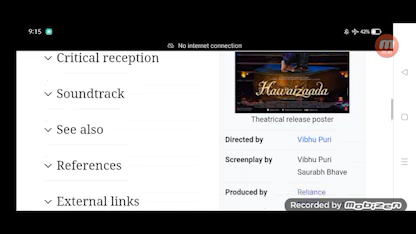 9:15
42%
No internet connection
Critical reception
Soundtrack
See also
References
External links
Hawaizaada
Theatrical release poster
Directed by Vibhu Puri
Screenplay by Vibhu Puri
Saurabh Bhave
Produced by Reliance
Recorded by mobizen